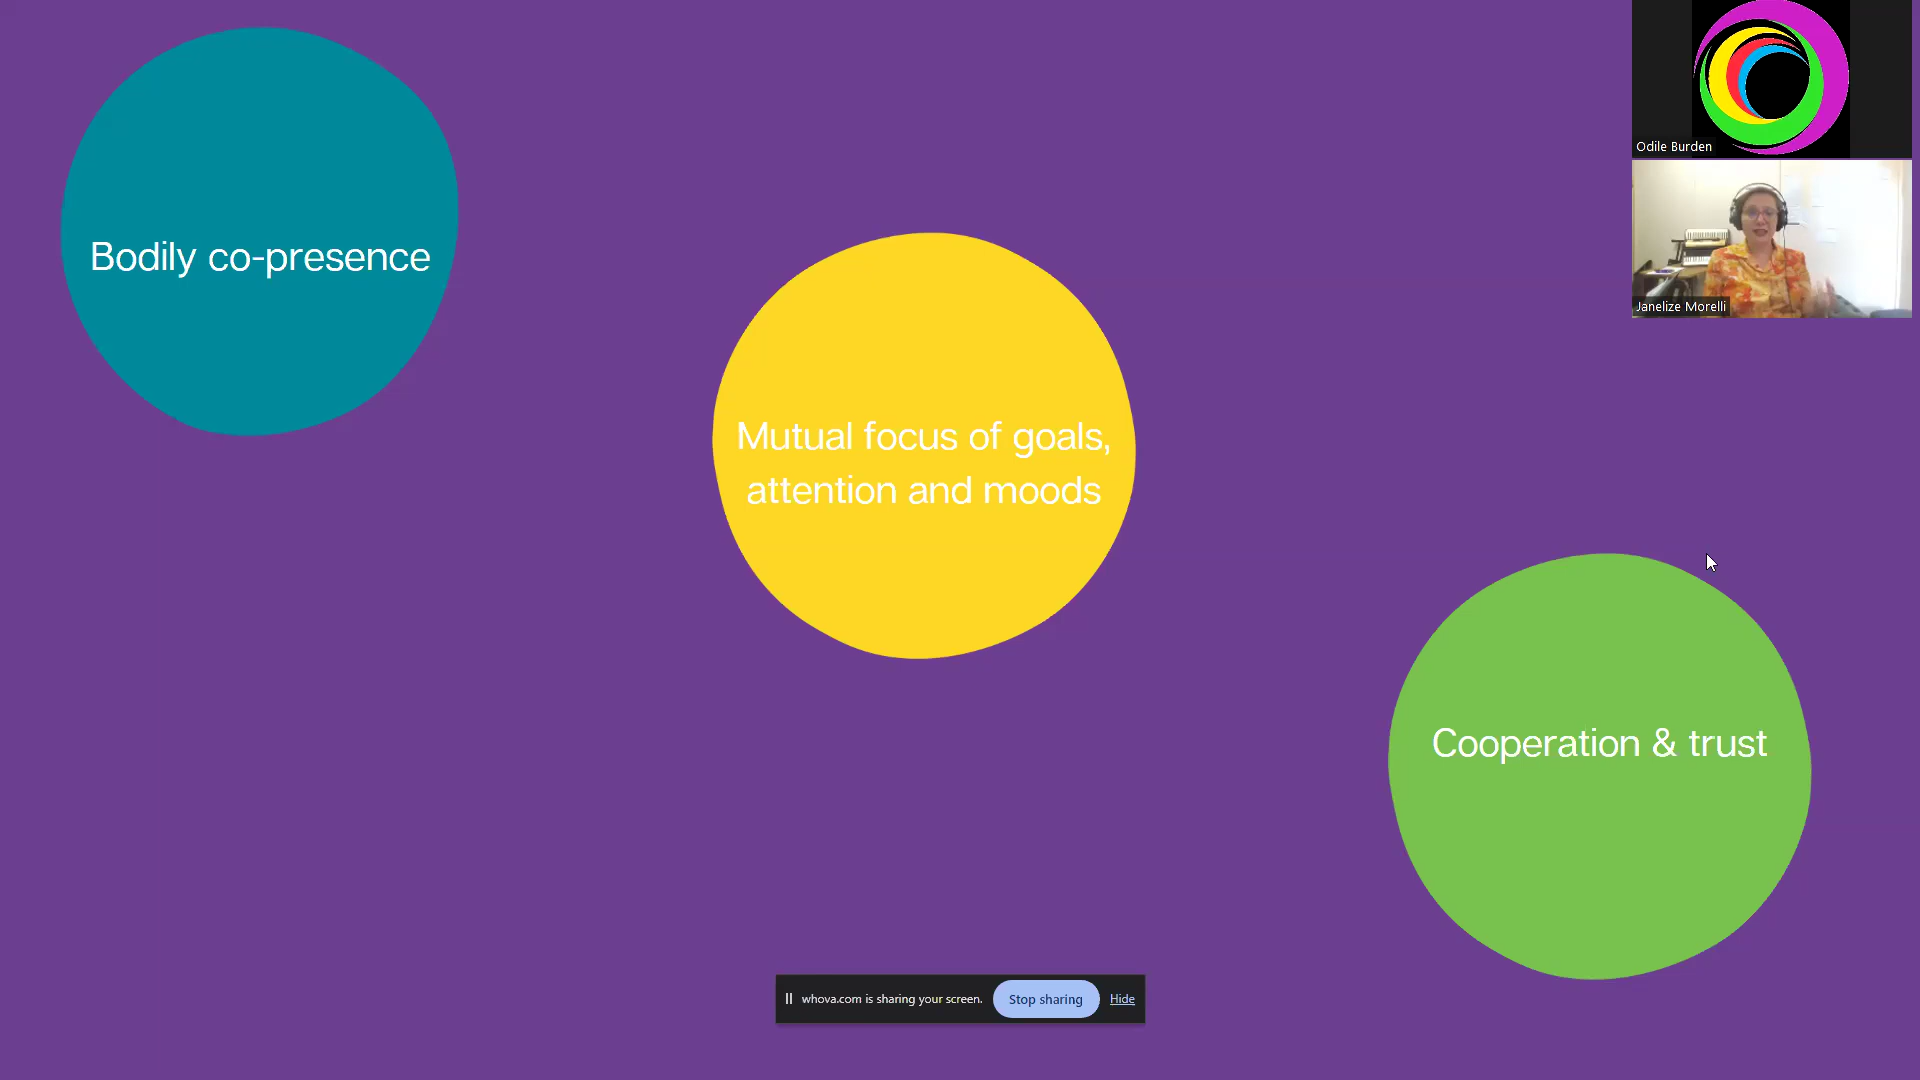 Odile Burden
Janelize Morelli
Bodily co-presence
Mutual focus of goals,
attention and moods
Cooperation & trust
whova.com is sharing your screen.
Stop sharing
Hide